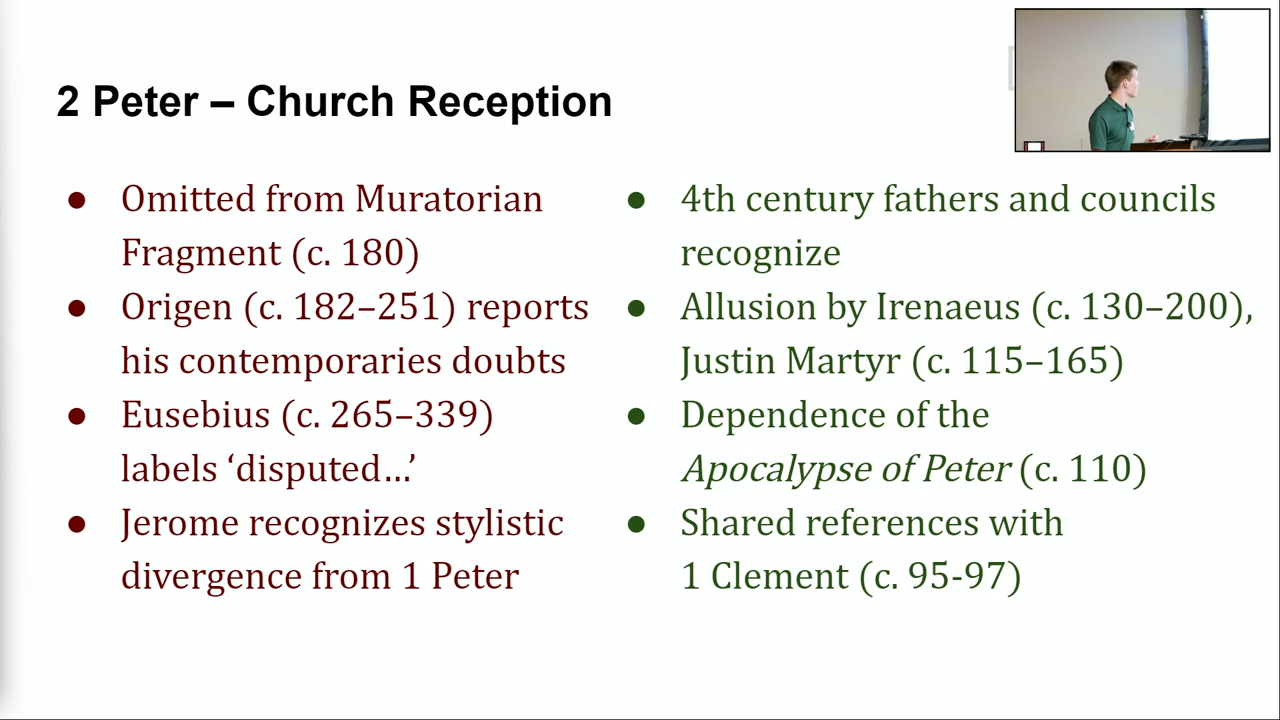 2 Peter – Church Reception
● Omitted from Muratorian
Fragment (c. 180)
● Origen (c. 182–251) reports
his contemporaries doubts
● Eusebius (c. 265–339)
labels ‘disputed…’
● Jerome recognizes stylistic
divergence from 1 Peter
● 4th century fathers and councils
recognize
● Allusion by Irenaeus (c. 130–200),
Justin Martyr (c. 115–165)
● Dependence of the
Apocalypse of Peter (c. 110)
● Shared references with
1 Clement (c. 95-97)